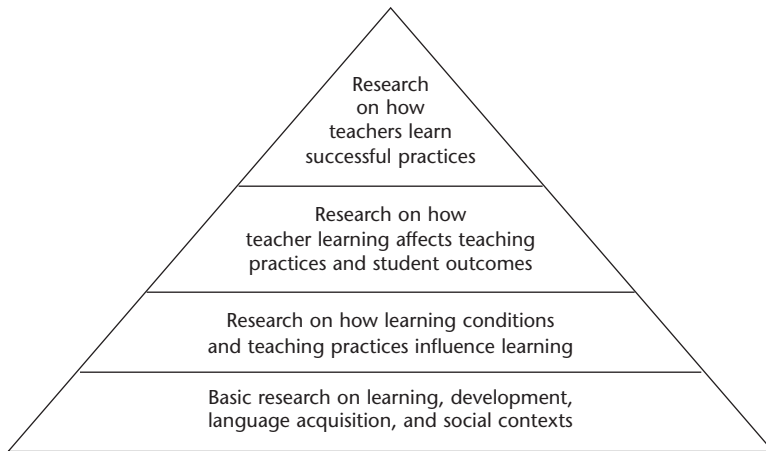 Research
on how
teachers learn
successful practices
Research on how
teacher learning affects teaching
practices and student outcomes
Research on how learning conditions
and teaching practices influence learning
Basic research on learning, development,
language acquisition, and social contexts